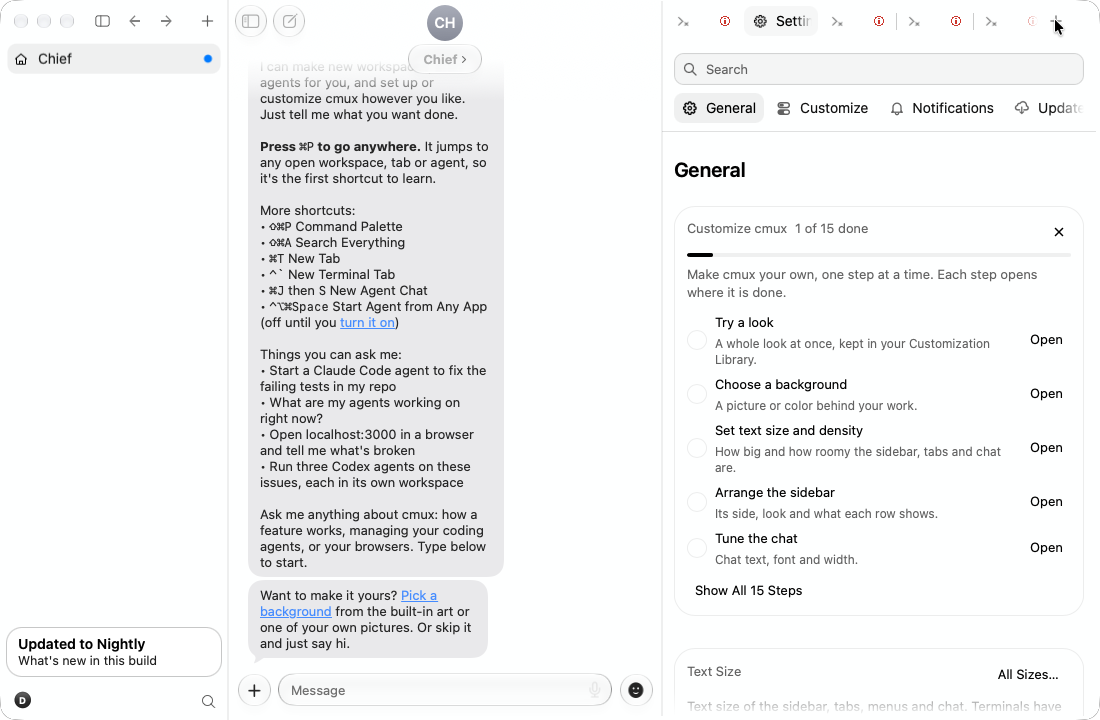 Chief
Updated to Nightly
What's new in this build
D
CH
Chief
I can make new
agents for you, and set up or
customize cmux however you like.
Just tell me what you want done.
Press ⌘P to go anywhere. It jumps to
any open workspace, tab or agent, so
it's the first shortcut to learn.
More shortcuts:
• ⇧⌘P Command Palette
• ⇧⌘A Search Everything
• ⌘T New Tab
• ^` New Terminal Tab
• ⌘J then S New Agent Chat
• ^⌥⌘Space Start Agent from Any App
(off until you turn it on)
Things you can ask me:
• Start a Claude Code agent to fix the
failing tests in my repo
• What are my agents working on
right now?
• Open localhost:3000 in a browser
and tell me what's broken
• Run three Codex agents on these
issues, each in its own workspace
Ask me anything about cmux: how a
feature works, managing your coding
agents, or your browsers. Type below
to start.
Want to make it yours? Pick a
background from the built-in art or
one of your own pictures. Or skip it
and just say hi.
Message
Settin
Search
General
Customize
Notifications
Update
General
Customize cmux 1 of 15 done
Make cmux your own, one step at a time. Each step opens
where it is done.
Try a look
A whole look at once, kept in your Customization
Library.
Open
Choose a background
A picture or color behind your work.
Open
Set text size and density
How big and how roomy the sidebar, tabs and chat
are.
Open
Arrange the sidebar
Its side, look and what each row shows.
Open
Tune the chat
Chat text, font and width.
Open
Show All 15 Steps
Text Size
All Sizes...
Text size of the sidebar, tabs, menus and chat. Terminals have